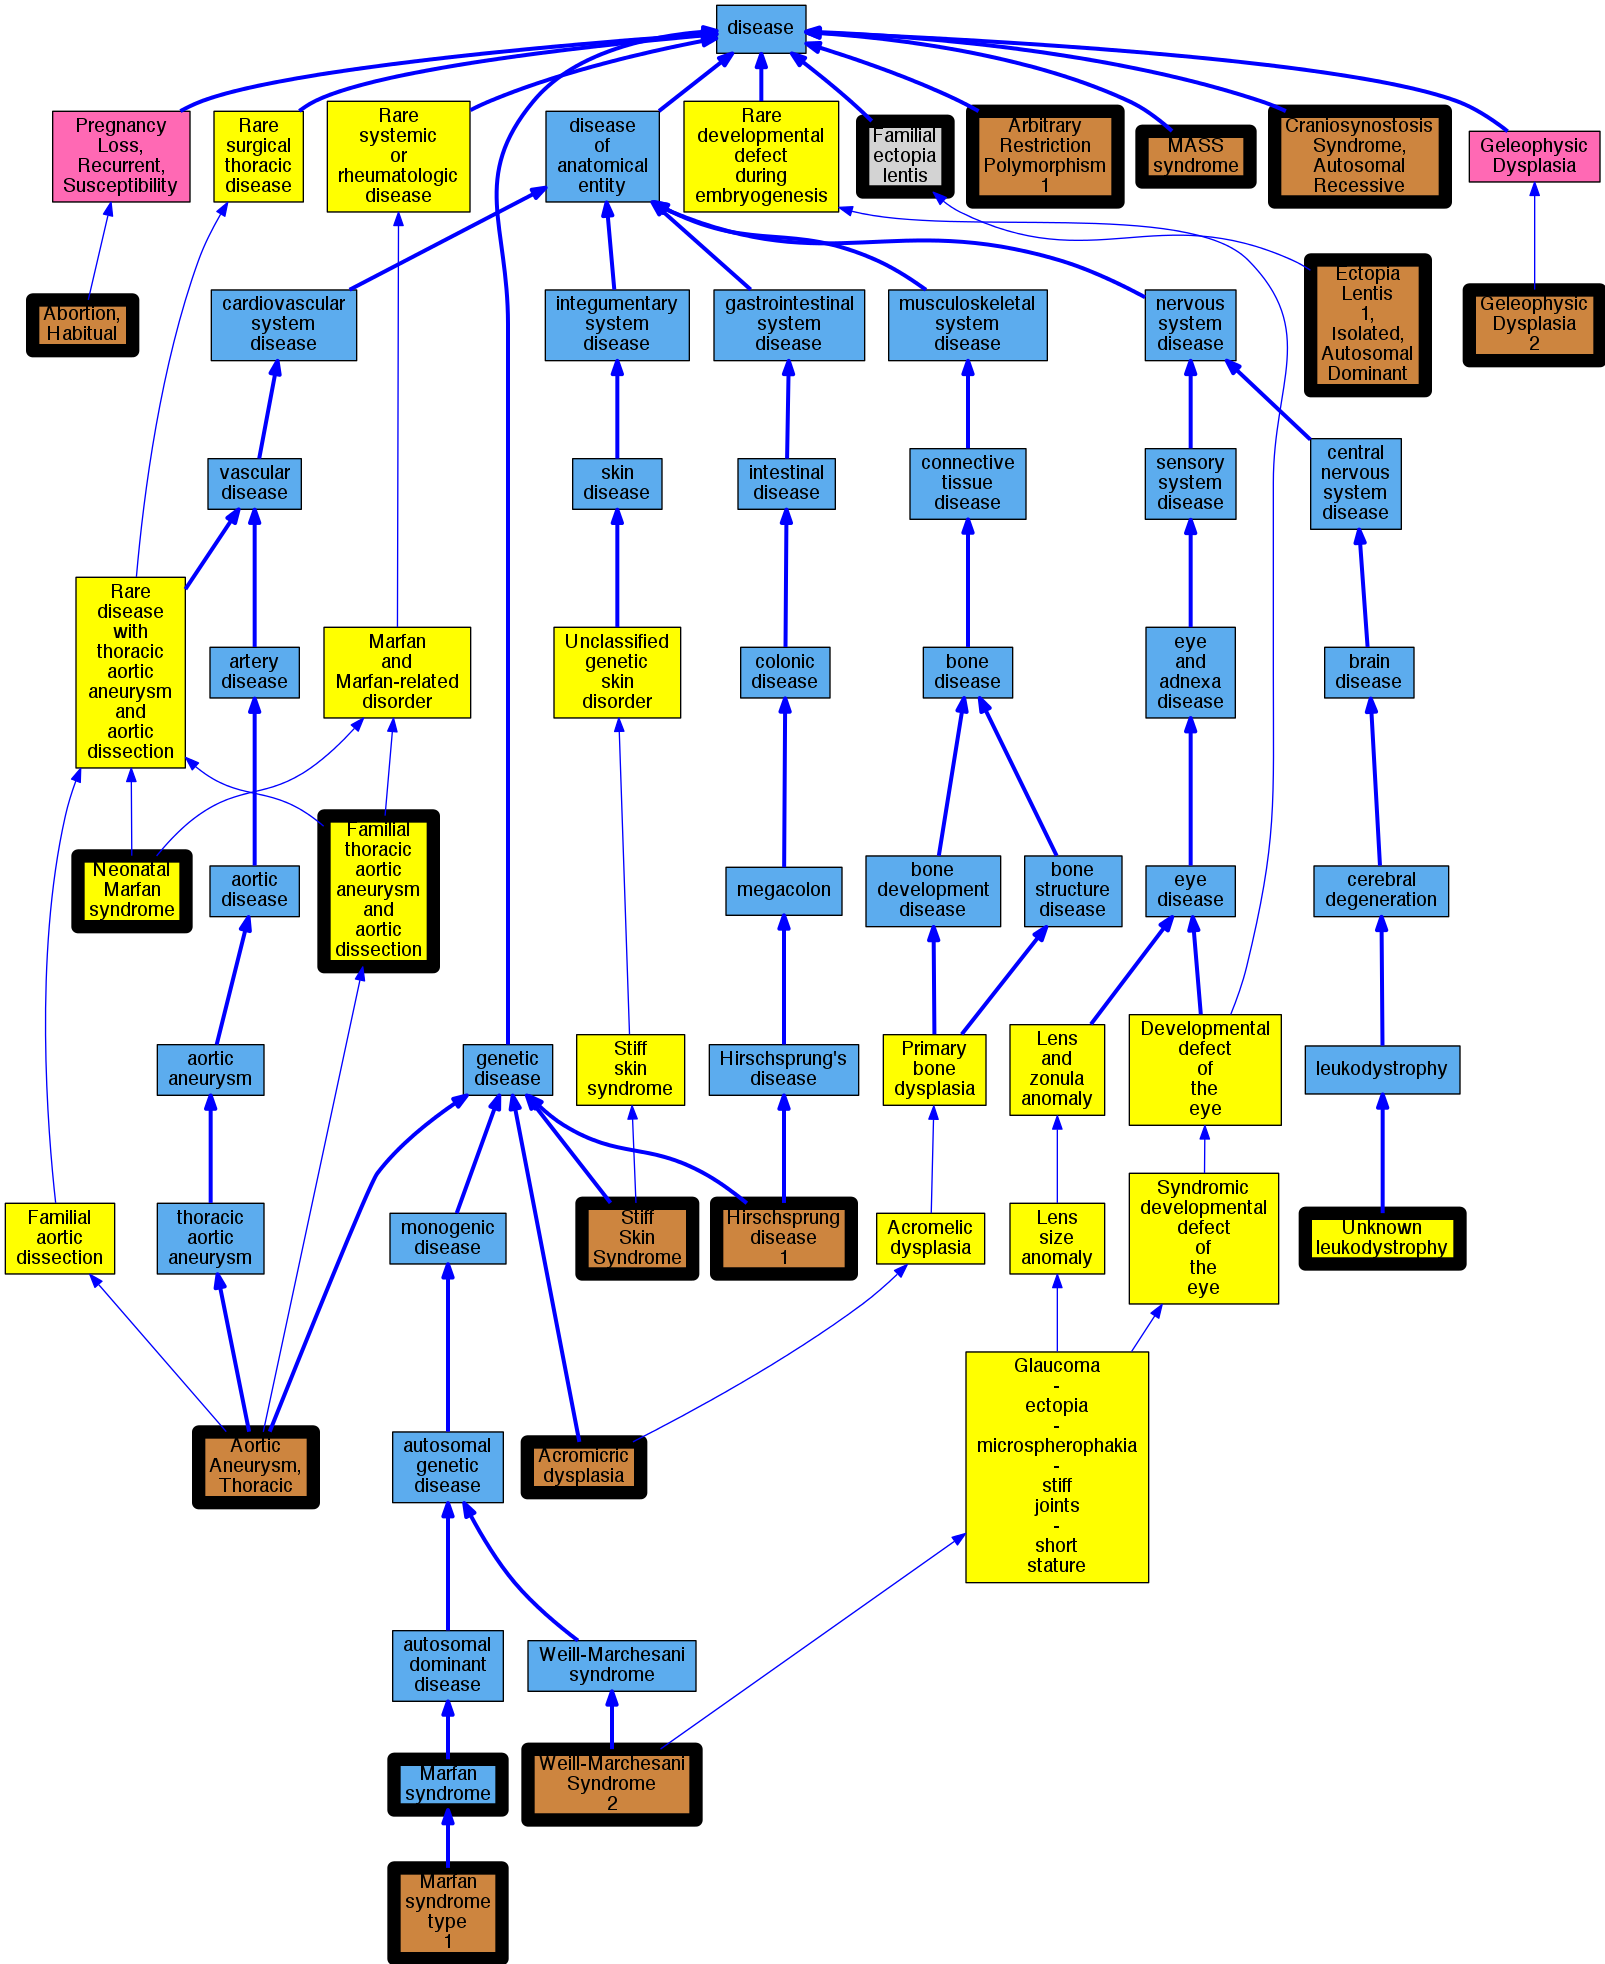 disease
Pregnancy
Loss,
Recurrent,
Susceptibility
Rare
surgical
thoracic
disease
Rare
systemic
or
rheumatologic
disease
disease
of
anatomical
entity
Rare
developmental
defect
during
embryogenesis
Familial
ectopia
lentis
Arbitrary
Restriction
Polymorphism
1
MASS
syndrome
Craniosynostosis
Syndrome,
Autosomal
Recessive
Geleophysic
Dysplasia
Abortion,
Habitual
cardiovascular
system
disease
integumentary
system
disease
gastrointestinal
system
disease
musculoskeletal
system
disease
nervous
system
disease
Ectopia
Lentis
1,
Isolated,
Autosomal
Dominant
Geleophysic
Dysplasia
2
vascular
disease
skin
disease
intestinal
disease
connective
tissue
disease
sensory
system
disease
central
nervous
system
disease
Rare
disease
with
thoracic
aortic
aneurysm
and
aortic
dissection
artery
disease
Marfan
and
Marfan-related
disorder
Unclassified
genetic
skin
disorder
colonic
disease
bone
disease
eye
and
adnexa
disease
brain
disease
Neonatal
Marfan
syndrome
aortic
disease
Familial
thoracic
aortic
aneurysm
and
aortic
dissection
megacolon
bone
development
disease
bone
structure
disease
eye
disease
cerebral
degeneration
aortic
aneurysm
genetic
disease
Stiff
skin
syndrome
Hirschsprung's
disease
Primary
bone
dysplasia
Lens
and
zonula
anomaly
Developmental
defect
of
the
eye
leukodystrophy
Familial
aortic
dissection
thoracic
aortic
aneurysm
monogenic
disease
Stiff
Skin
Syndrome
Hirschsprung
disease
1
Acromelic
dysplasia
Lens
size
anomaly
Syndromic
developmental
defect
of
the
eye
Unknown
leukodystrophy
Aortic
Aneurysm,
Thoracic
autosomal
genetic
disease
Acromicric
dysplasia
Glaucoma
-
ectopia
-
microspherophakia
-
stiff
joints
-
short
stature
autosomal
dominant
disease
Weill-Marchesani
syndrome
Marfan
syndrome
Weill-Marchesani
Syndrome
2
Marfan
syndrome
type
1